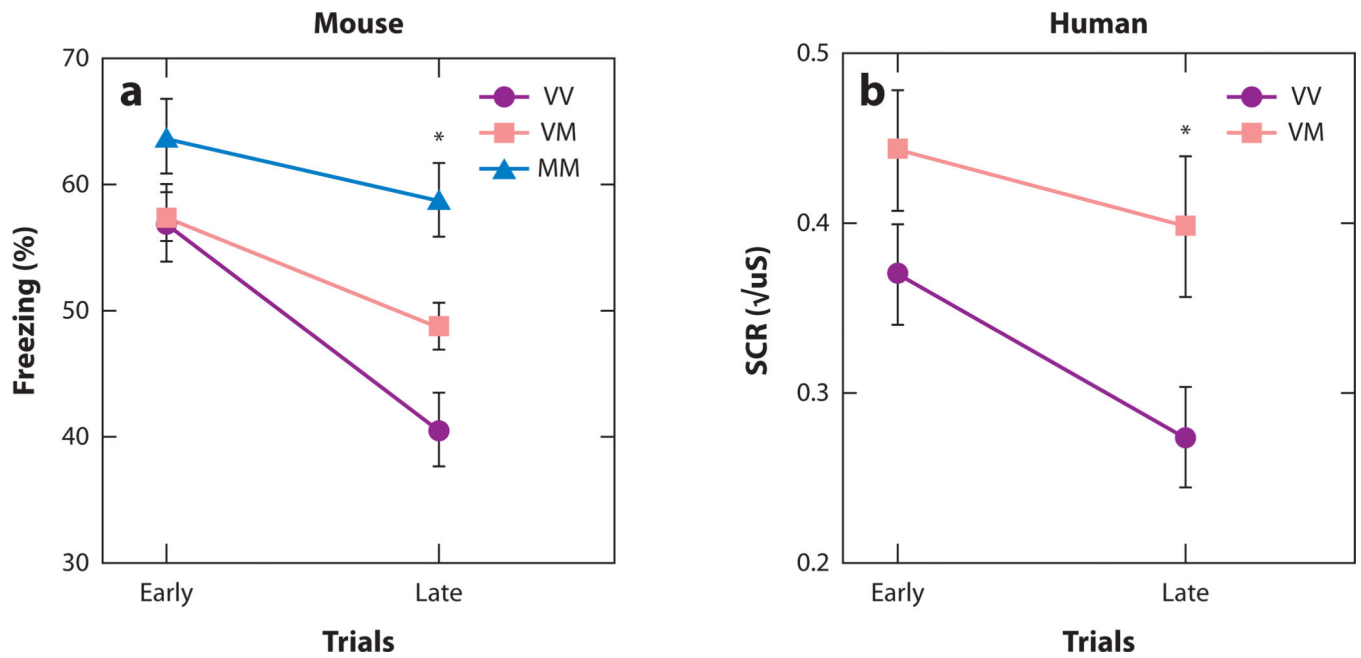 Mouse
a
VV
VM
MM
*
70
60
50
40
30
Freezing (%)
Early
Late
Trials
Human
b
VV
VM
*
0.5
0.4
0.3
0.2
SCR (√uS)
Early
Late
Trials